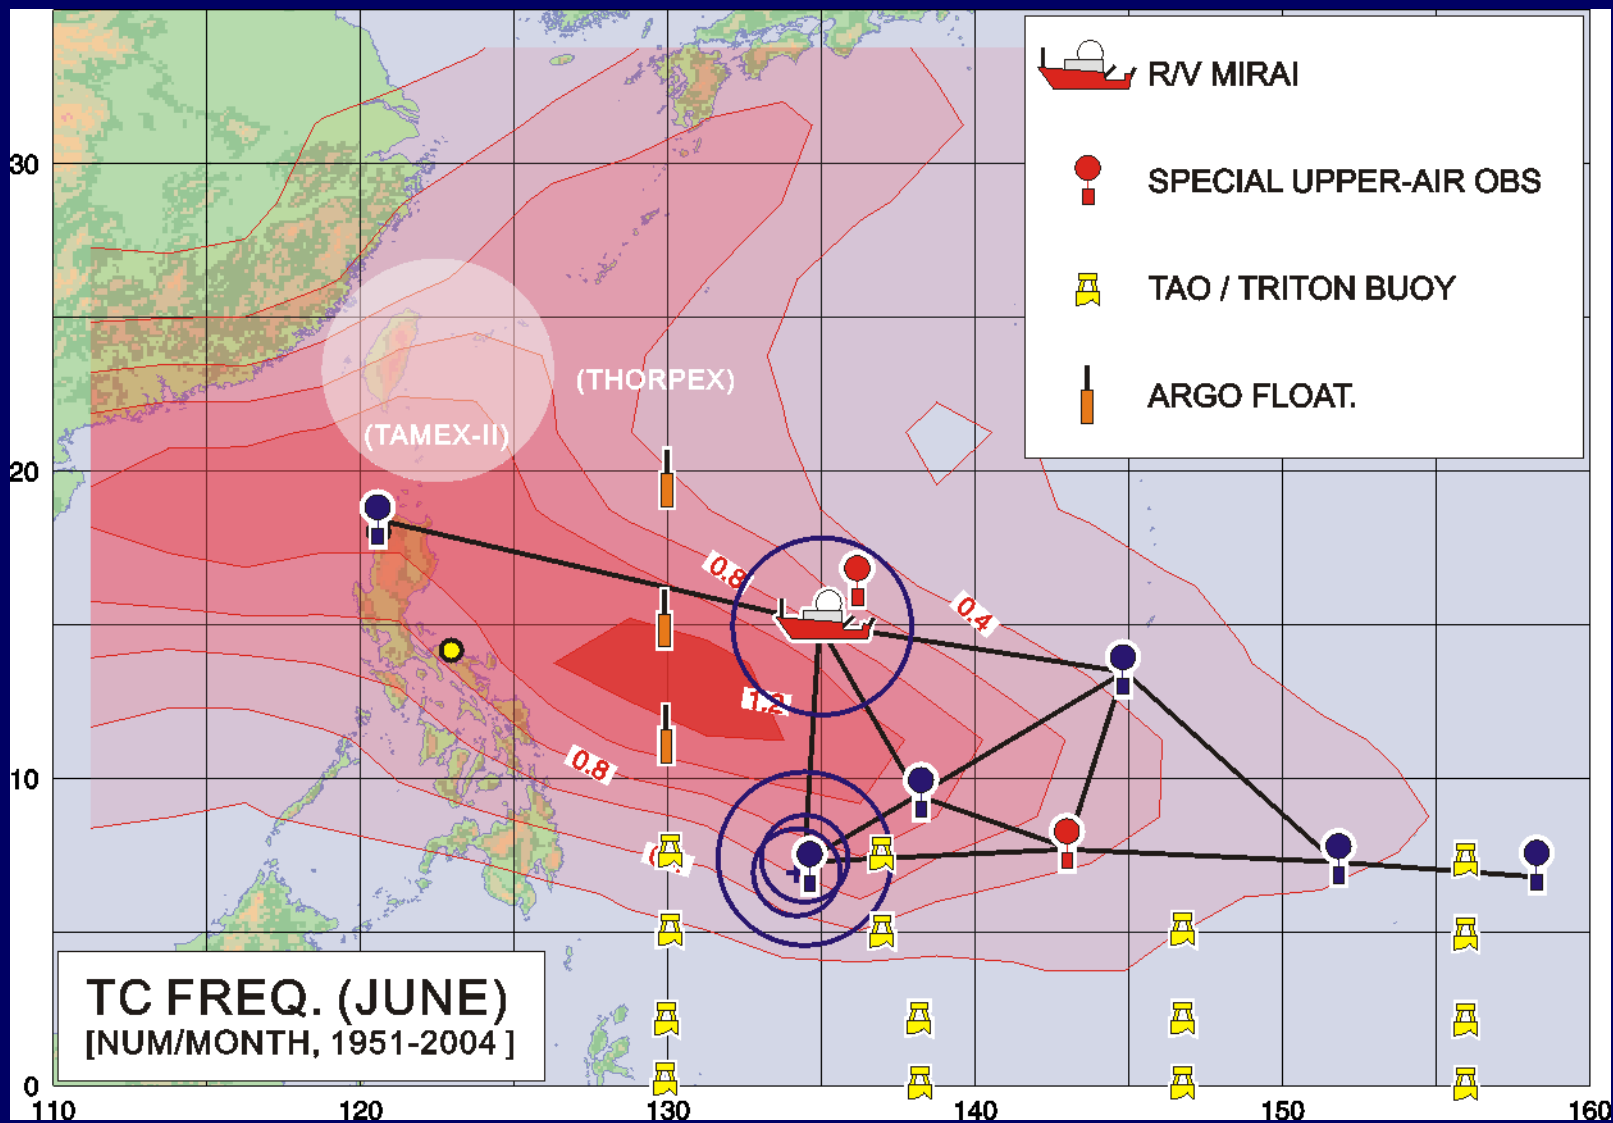 R/V MIRAI
SPECIAL UPPER-AIR OBS
TAO / TRITON BUOY
ARGO FLOAT.
30
20
10
0
(THORPEX)
(TAMEX-II)
0.8
0.4
1.2
0.8
TC FREQ. (JUNE)
[NUM/MONTH, 1951-2004 ]
110
120
130
140
150
160